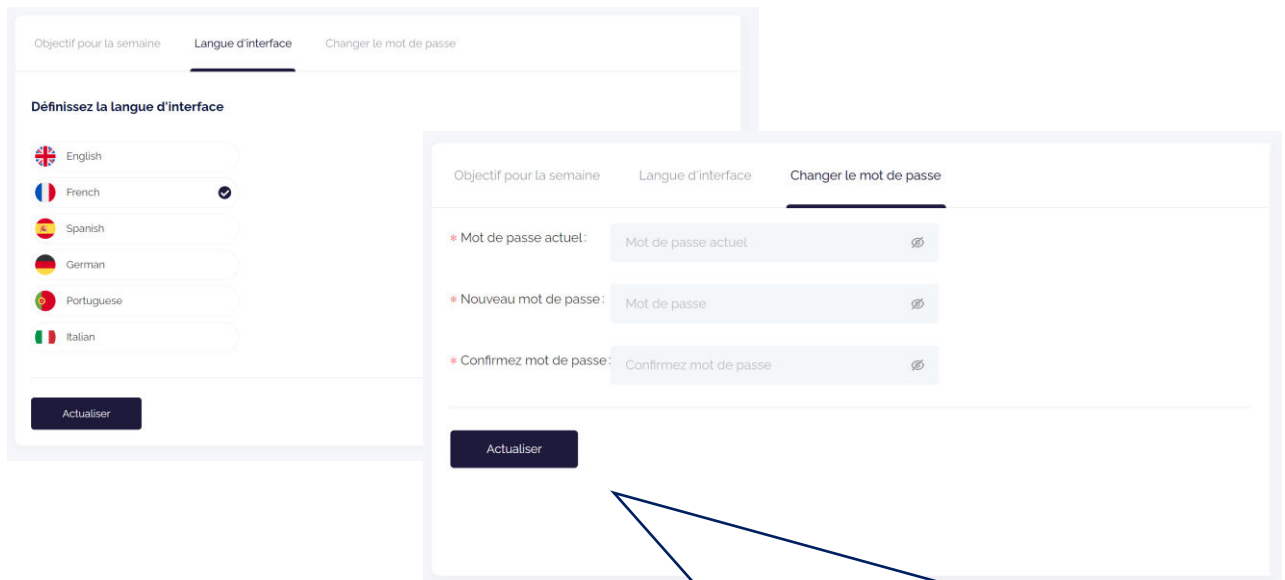 Objectif pour la semaine Langue d'interface Changer le mot de passe
Définissez la langue d'interface
English
French
Spanish
German
Portuguese
Italian
Actualiser
Objectif pour la semaine Langue d'interface Changer le mot de passe
* Mot de passe actuel: Mot de passe actuel
* Nouveau mot de passe: Mot de passe
* Confirmez mot de passe: Confirmez mot de passe
Actualiser